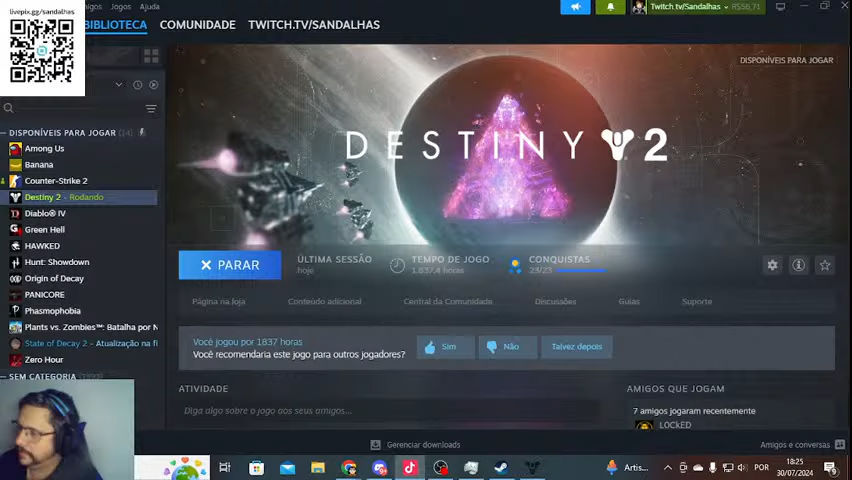 livepix.gg/sandalhas
igos Jogos Ajuda
Twitch.tv/Sandalhas
R$56,71
BIBLIOTECA COMUNIDADE TWITCH.TV/SANDALHAS
DISPONÍVEIS PARA JOGAR
DESTINY 2
DISPONÍVEIS PARA JOGAR (14)
Among Us
Banana
Counter-Strike 2
Destiny 2 - Rodando
Diablo® IV
Green Hell
HAWKED
Hunt: Showdown
Origin of Decay
PANICORE
Phasmophobia
Plants vs. Zombies™: Batalha por N
State of Decay 2 - Atualização na fi
Zero Hour
SEM CATEGORIA
PARAR
ÚLTIMA SESSÃO
hoje
TEMPO DE JOGO
1.837,4 horas
CONQUISTAS
23/23
Página na loja Conteúdo adicional Central da Comunidade Discussões Guias Suporte
Você jogou por 1837 horas
Você recomendaria este jogo para outros jogadores?
Sim Não Talvez depois
ATIVIDADE
Diga algo sobre o jogo aos seus amigos...
AMIGOS QUE JOGAM
7 amigos jogaram recentemente
LOCkED
Gerenciar downloads
Amigos e conversas
Artis...
POR
18:25
30/07/2024